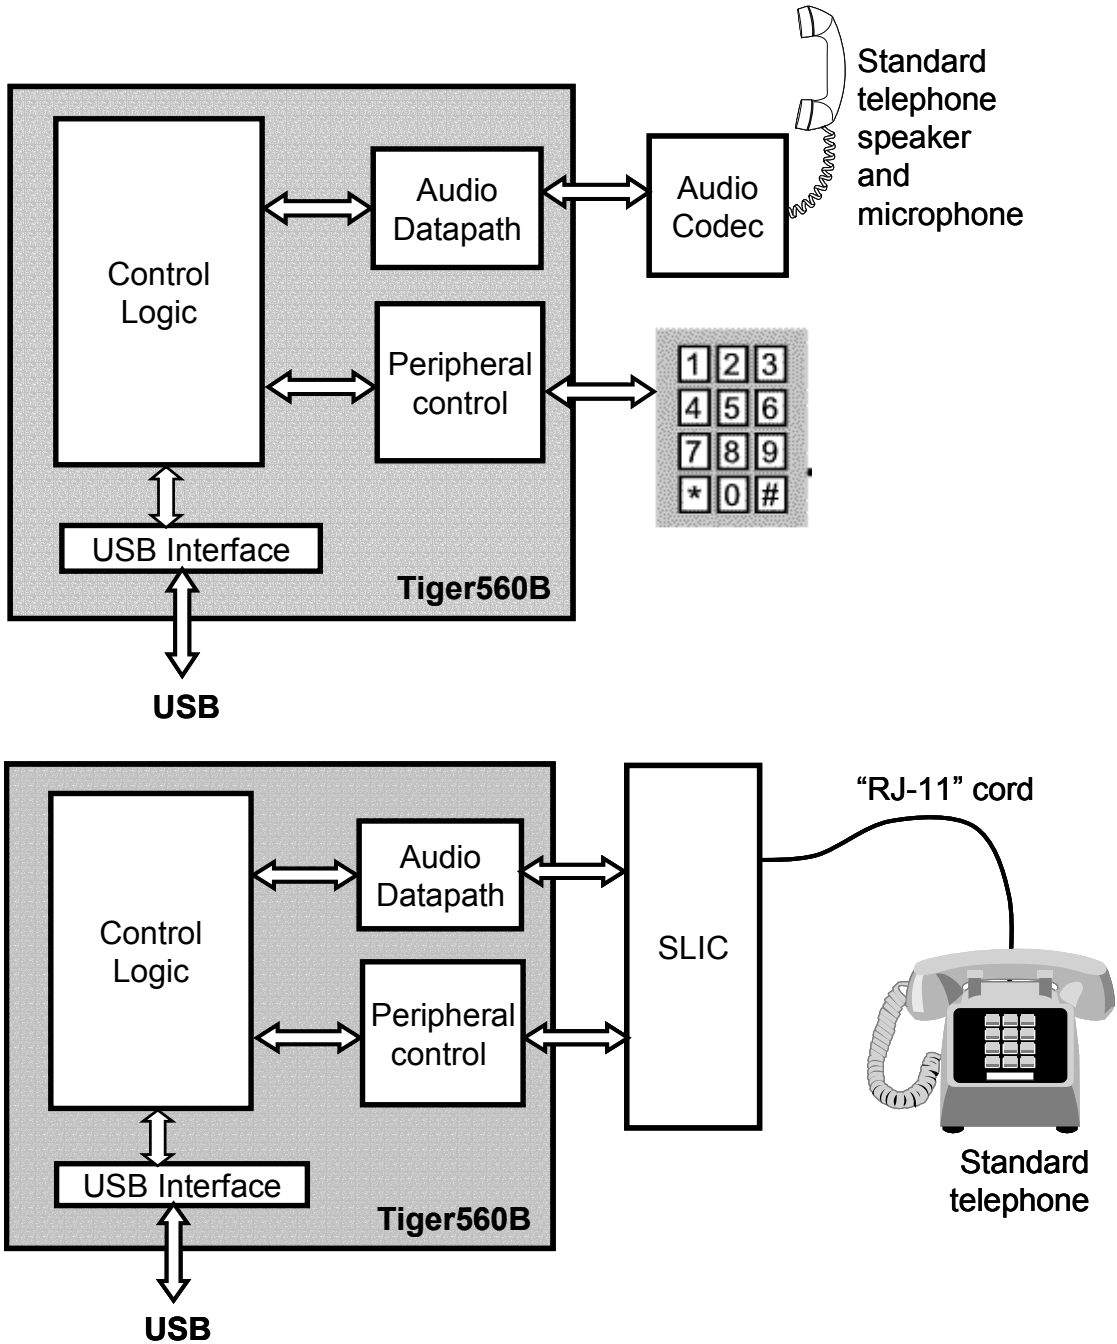 Standard
telephone
speaker
and
microphone
Audio
Datapath
Audio
Codec
Control
Logic
Peripheral
control
1 2 3
4 5 6
7 8 9
* 0 #
USB Interface
Tiger560B
USB
“RJ-11” cord
Audio
Datapath
Control
Logic
SLIC
Peripheral
control
USB Interface
Tiger560B
Standard
telephone
USB